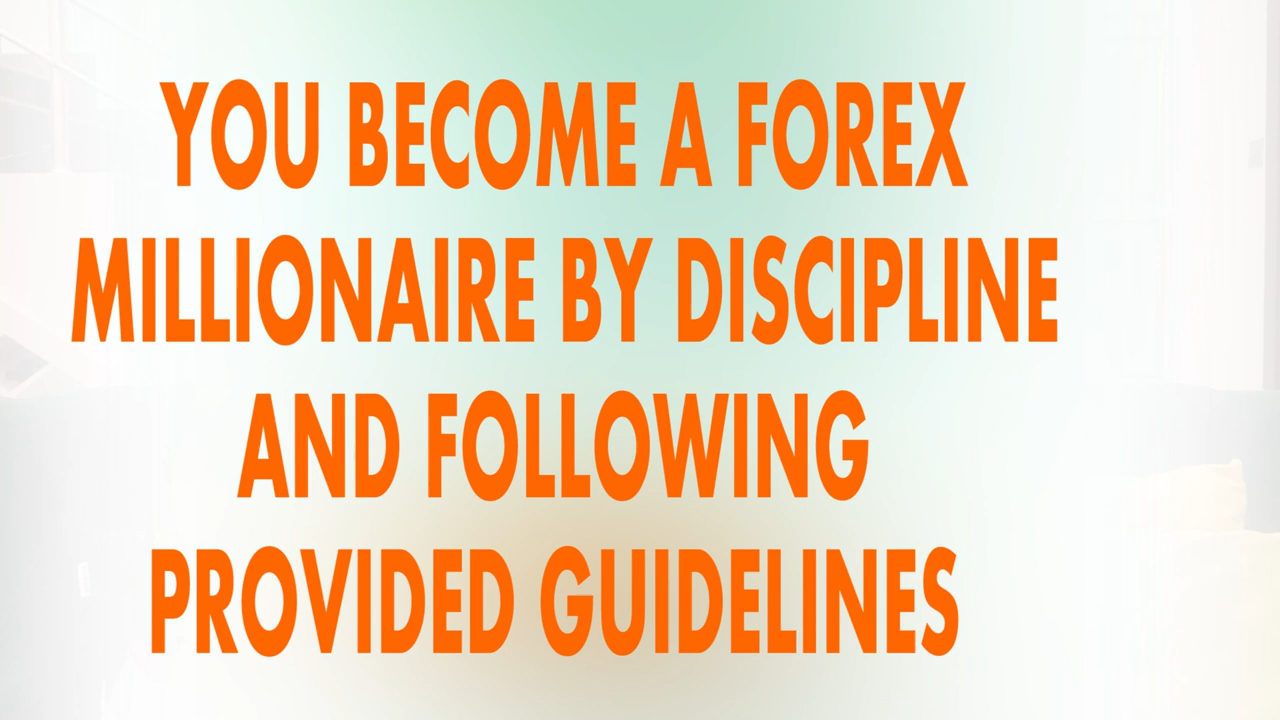 YOU BECOME A FOREX
MILLIONAIRE BY DISCIPLINE
AND FOLLOWING
PROVIDED GUIDELINES